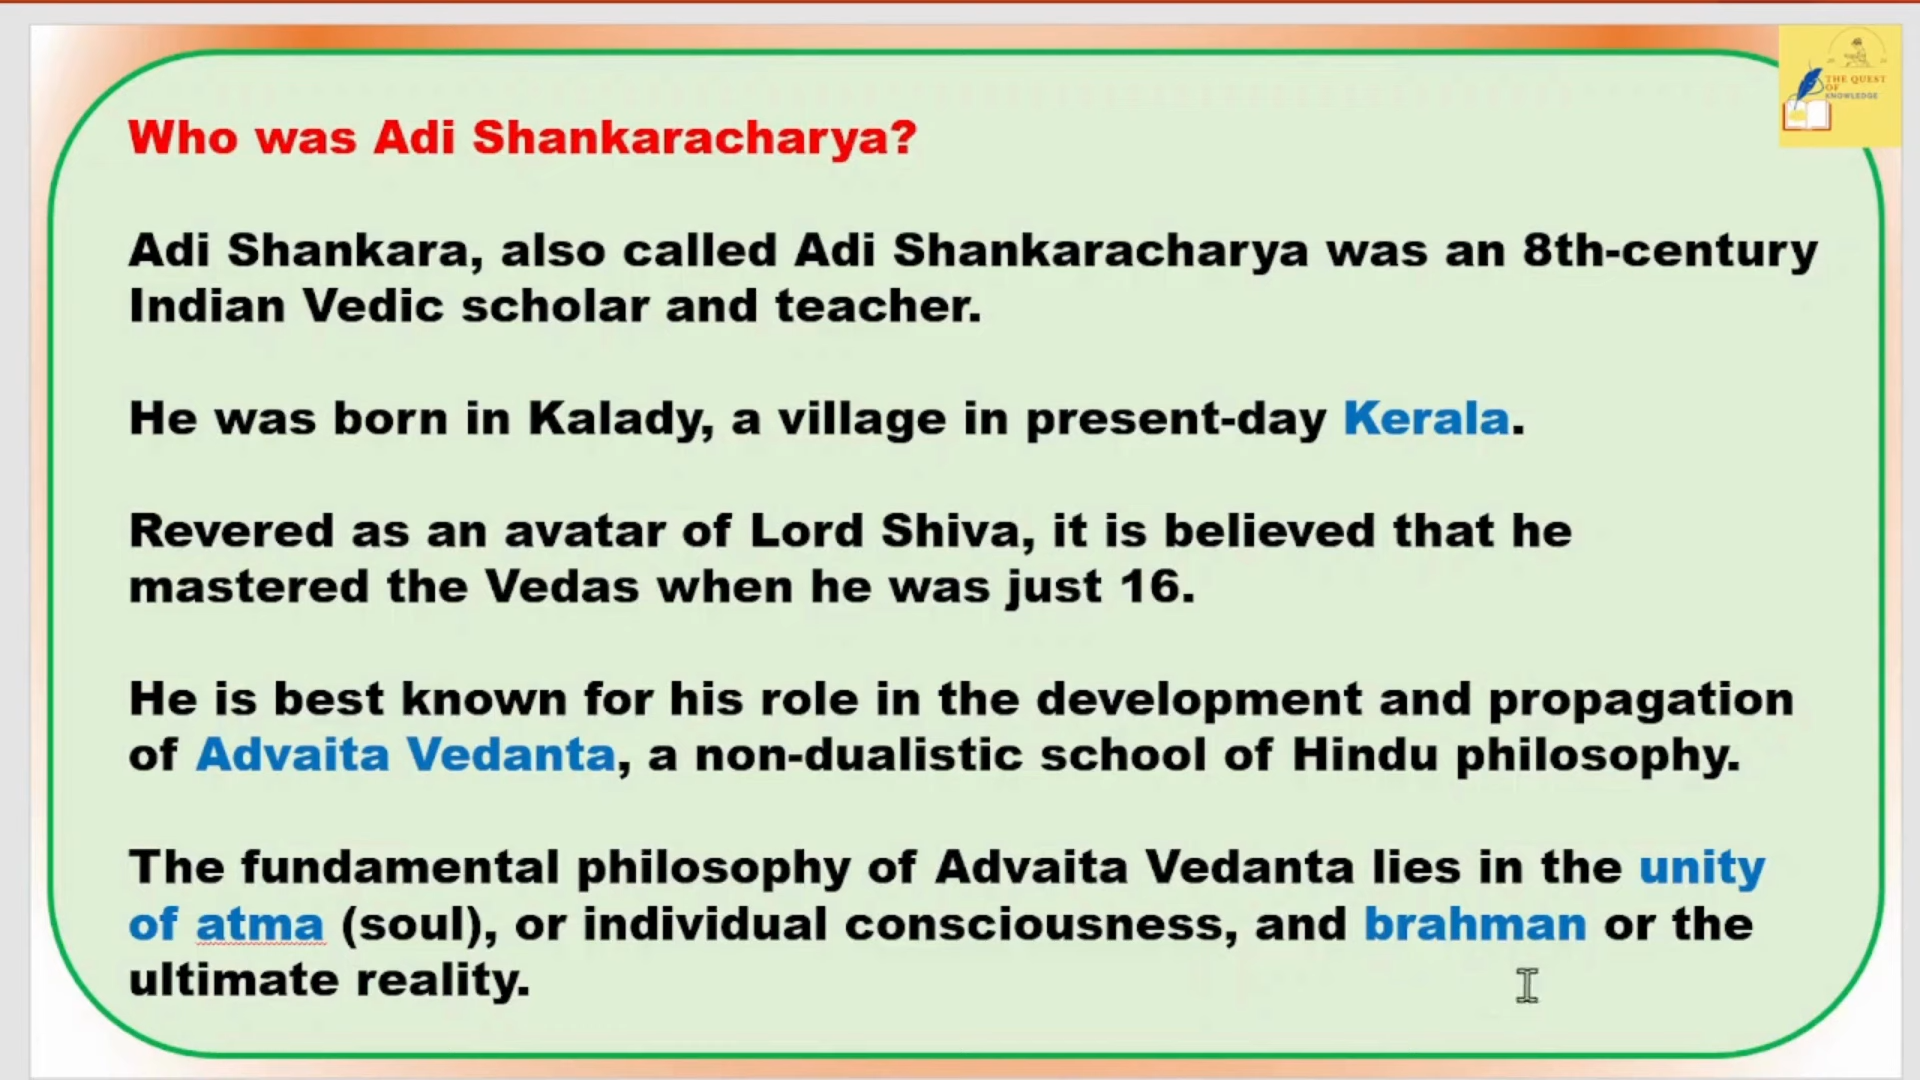 THE QUEST
OF
KNOWLEDGE
Who was Adi Shankaracharya?
Adi Shankara, also called Adi Shankaracharya was an 8th-century
Indian Vedic scholar and teacher.
He was born in Kalady, a village in present-day Kerala.
Revered as an avatar of Lord Shiva, it is believed that he
mastered the Vedas when he was just 16.
He is best known for his role in the development and propagation
of Advaita Vedanta, a non-dualistic school of Hindu philosophy.
The fundamental philosophy of Advaita Vedanta lies in the unity
of atma (soul), or individual consciousness, and brahman or the
ultimate reality.